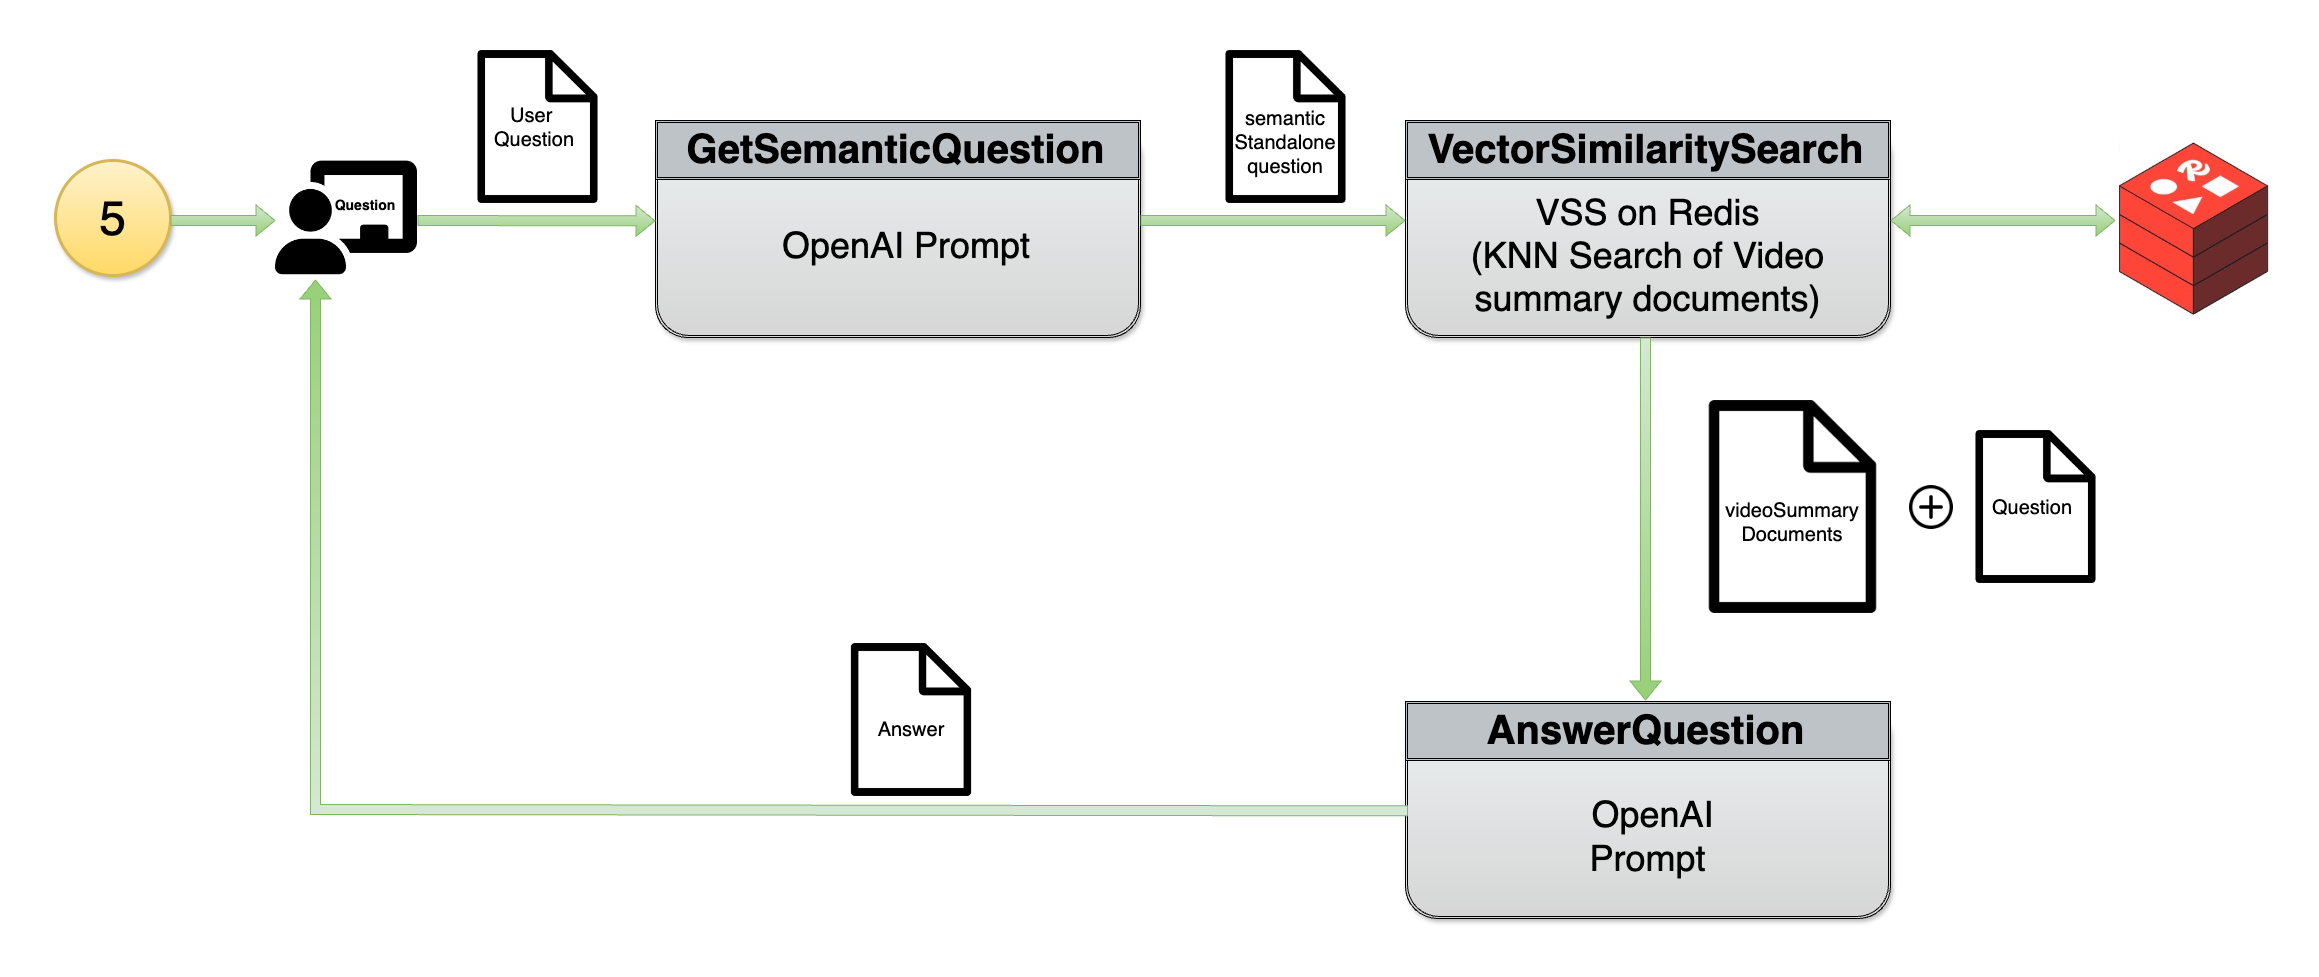 5
Question
User
Question
GetSemanticQuestion
OpenAI Prompt
semantic
Standalone
question
VectorSimilaritySearch
VSS on Redis
(KNN Search of Video
summary documents)
videoSummary
Documents
Question
AnswerQuestion
OpenAI
Prompt
Answer